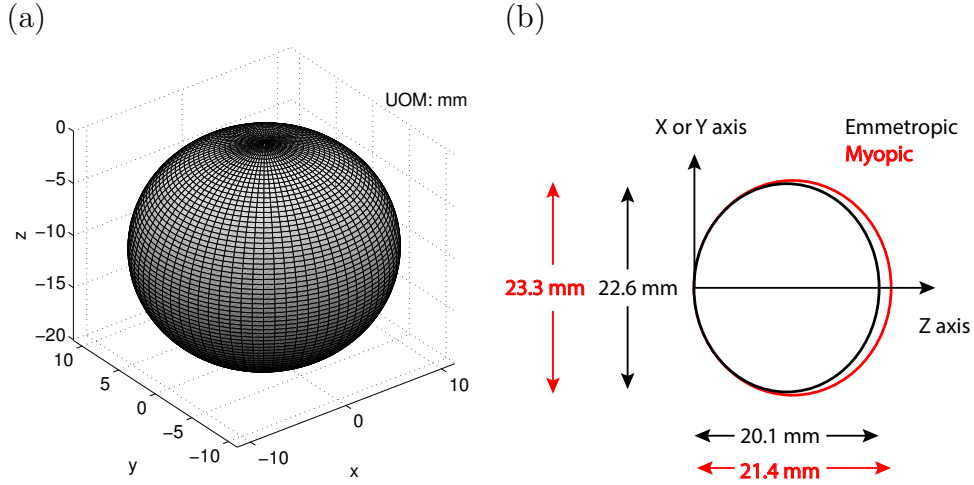 (a)
UOM: mm
0
−5
−10
−15
−20
z
10
5
0
−5
−10
y
−10
0
10
x
(b)
X or Y axis
Emmetropic
Myopic
23.3 mm
22.6 mm
Z axis
20.1 mm
21.4 mm